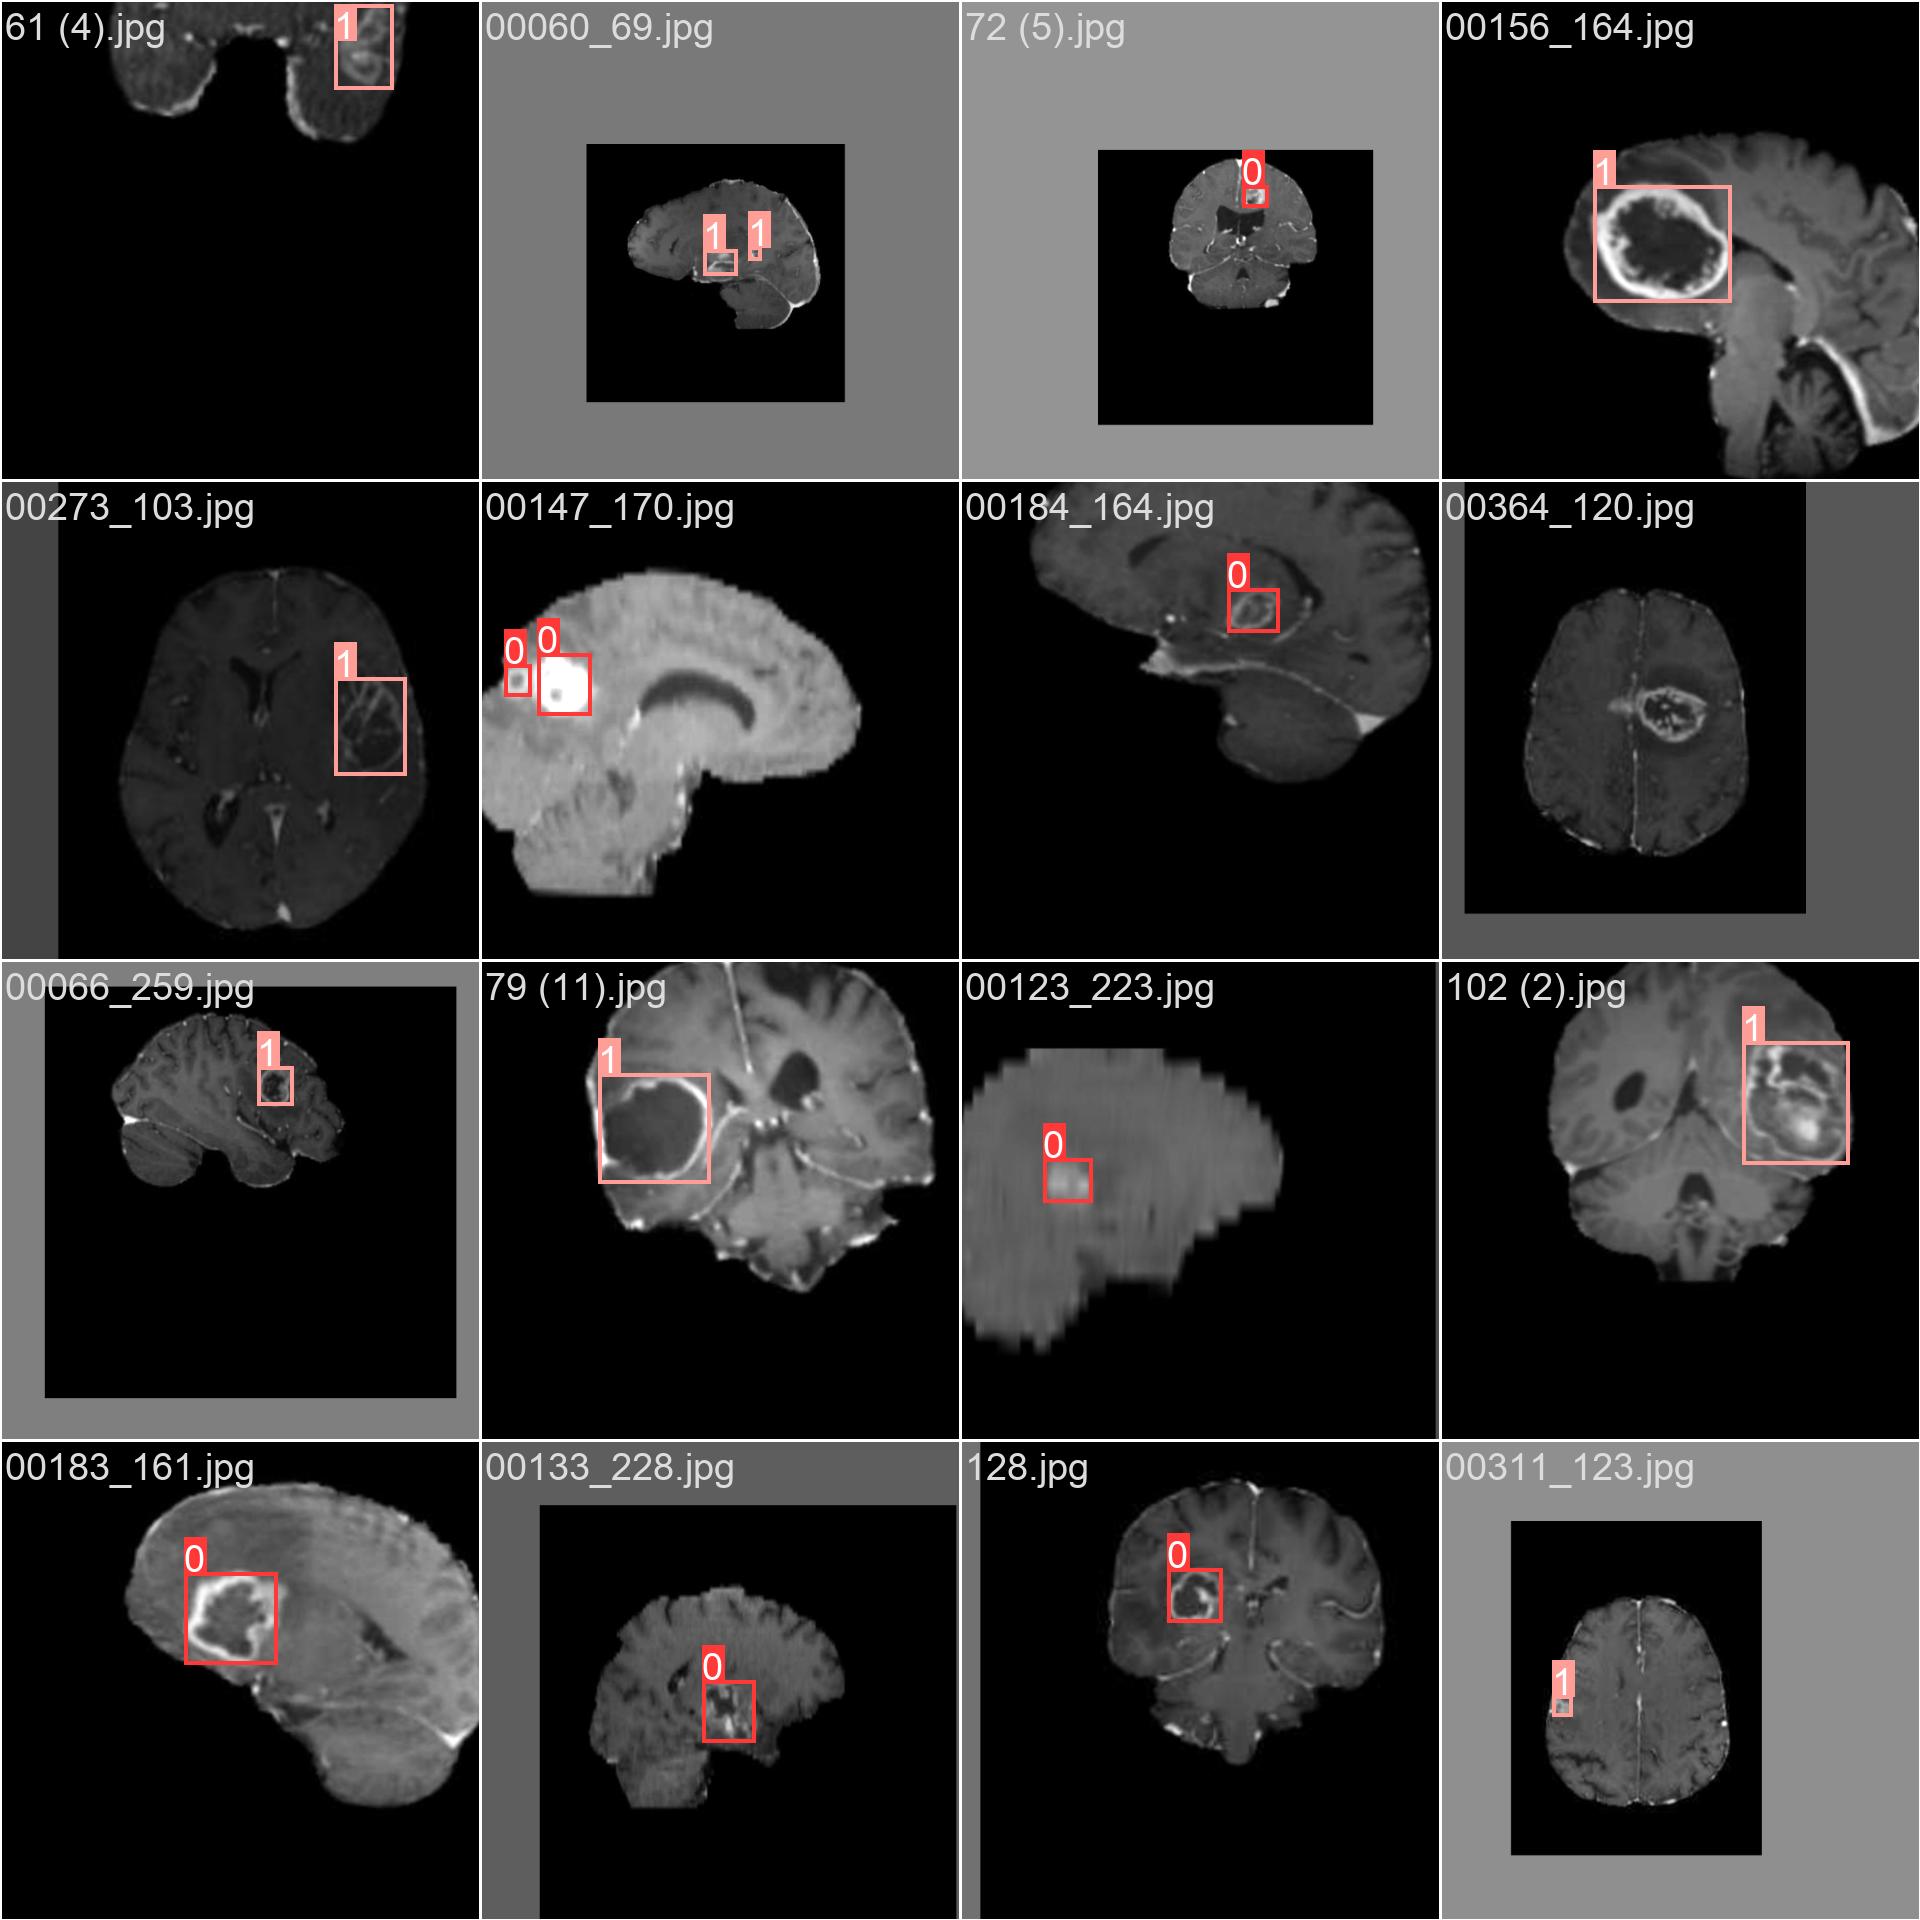 61 (4).jpg
1
00060_69.jpg
1
1
72 (5).jpg
0
00156_164.jpg
1
00273_103.jpg
1
00147_170.jpg
0
0
00184_164.jpg
0
00364_120.jpg
00066_259.jpg
1
79 (11).jpg
1
00123_223.jpg
0
102 (2).jpg
1
00183_161.jpg
0
00133_228.jpg
0
128.jpg
0
00311_123.jpg
1